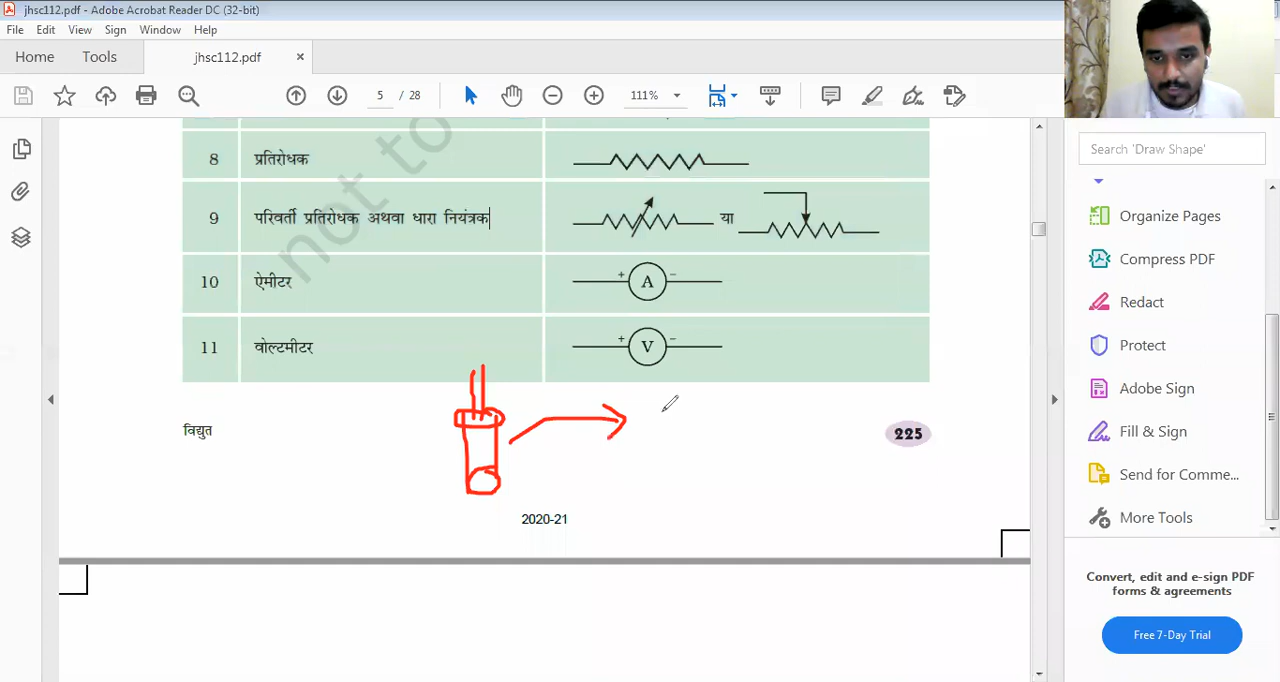 jhsc112.pdf - Adobe Acrobat Reader DC (32-bit)
File Edit View Sign Window Help
Home Tools jhsc112.pdf ×
5 / 28 111%
Search 'Draw Shape'
8 प्रतिरोधक
9 परिवर्ती प्रतिरोधक अथवा धारा नियंत्रक या
10 ऐमीटर + A −
11 वोल्टमीटर + V −
not to
विद्युत 225
2020-21
Organize Pages
Compress PDF
Redact
Protect
Adobe Sign
Fill & Sign
Send for Comme...
More Tools
Convert, edit and e-sign PDF
forms & agreements
Free 7-Day Trial